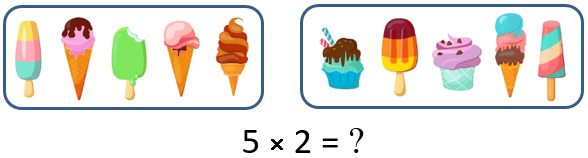 5 × 2 = ?